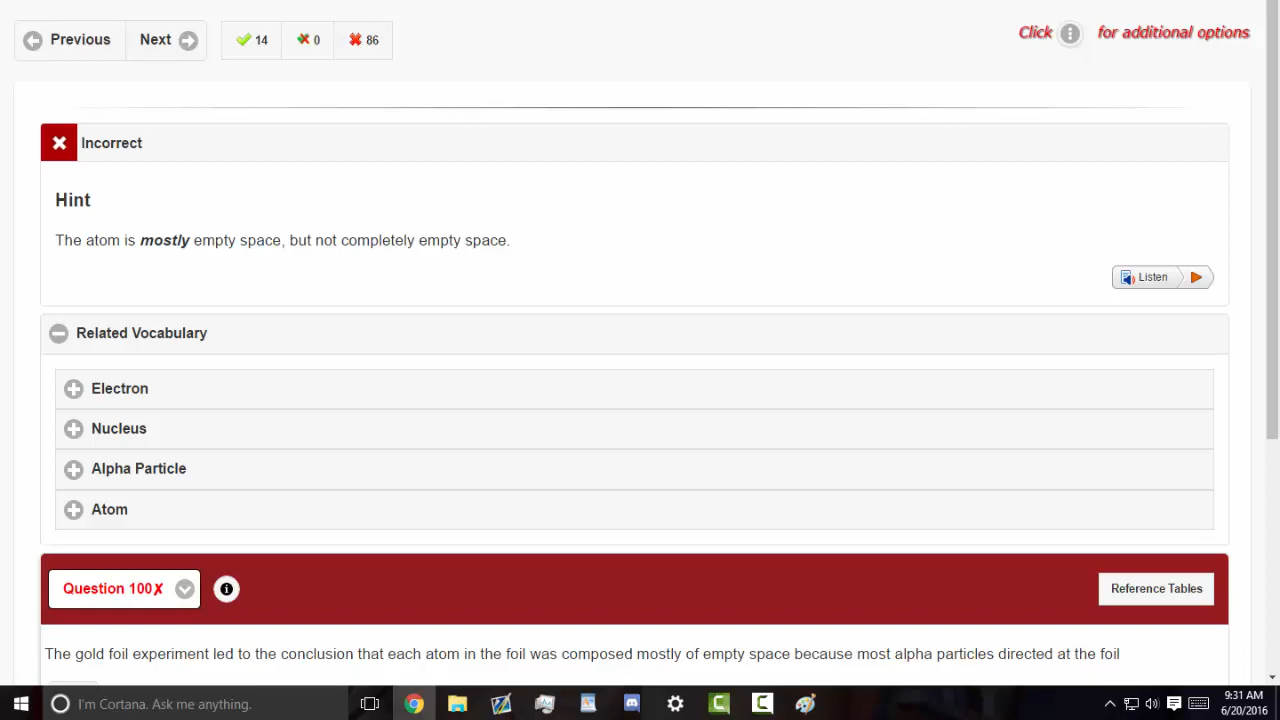 Previous
Next
14
0
86
Click for additional options
Incorrect
Hint
The atom is mostly empty space, but not completely empty space.
Listen
Related Vocabulary
Electron
Nucleus
Alpha Particle
Atom
Question 100✗
Reference Tables
The gold foil experiment led to the conclusion that each atom in the foil was composed mostly of empty space because most alpha particles directed at the foil
I'm Cortana. Ask me anything.
9:31 AM
6/20/2016